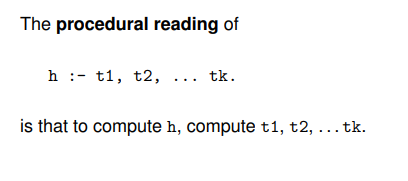 The procedural reading of
h :- t1, t2, ... tk.
is that to compute h, compute t1, t2, ...tk.